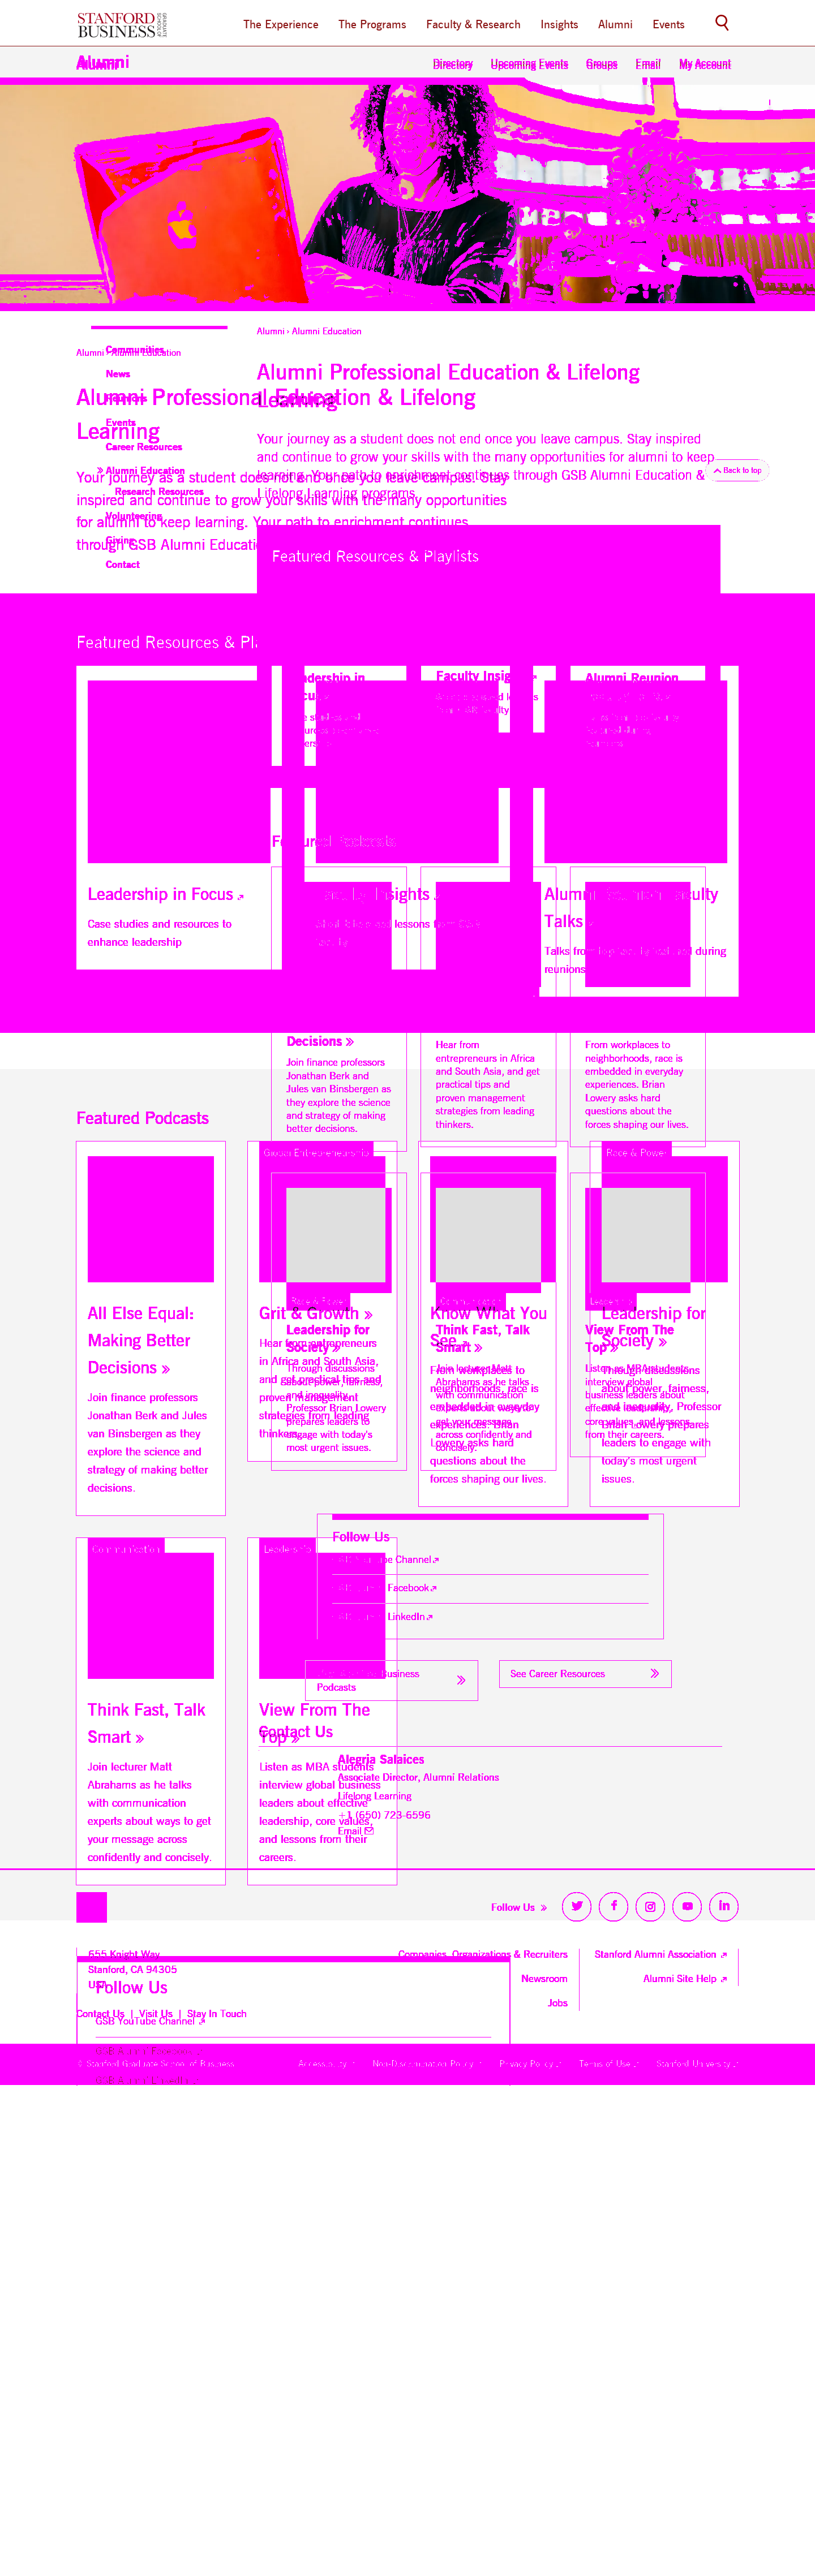 STANFORD
BUSINESS
GRADUATE
SCHOOL OF
The Experience
The Programs
Faculty & Research
Insights
Alumni
Events
Alumni
Directory
Upcoming Events
Groups
Email
My Account
Alumni › Alumni Education
Alumni Professional Education & Lifelong
Learning
Your journey as a student does not end once you leave campus. Stay inspired
and continue to grow your skills with the many opportunities for alumni to keep
learning. Your path to enrichment continues through GSB Alumni Education &
Lifelong Learning programs.
Communities
News
Events
Career Resources
Alumni Education
Research Resources
Volunteering
Giving
Contact
Alumni › Alumni Education
Alumni Professional Education & Lifelong
Learning
Your journey as a student does not end once you leave campus. Stay
inspired and continue to grow your skills with the many opportunities
for alumni to keep learning. Your path to enrichment continues
through GSB Alumni Education
Back to top
Featured Resources & Playlists
Featured Resources & Pla
Faculty Insights
Alumni Reunion
Leadership in Focus
Case studies and resources to
enhance leadership
Insights
lessons from
Alumni
Faculty
Talks
Talks from
during
reunions
Decisions
Join finance professors
Jonathan Berk and
Jules van Binsbergen as
they explore the science
and strategy of making
better decisions.
Hear from
entrepreneurs in Africa
and South Asia, and get
practical tips and
proven management
strategies from leading
thinkers.
From workplaces to
neighborhoods, race is
embedded in everyday
experiences. Brian
Lowery asks hard
questions about the
forces shaping our lives.
Featured Podcasts
Global Entrepreneurship
Race & Power
All Else Equal:
Making Better
Decisions
Join finance professors
Jonathan Berk and Jules
van Binsbergen as they
explore the science and
strategy of making better
decisions.
Grit & Growth
Hear from entrepreneurs
in Africa and South Asia,
and get practical tips and
proven management
strategies from leading
thinkers.
Know What You
See
From workplaces to
neighborhoods, race is
embedded in everyday
experiences. Brian
Lowery asks hard
questions about the
forces shaping our lives.
Leadership for
Society
Through discussions
about power, fairness,
and inequality, Professor
Brian Lowery prepares
leaders to engage with
today's most urgent
issues.
Race & Power
Leadership for
Society
Through discussions
about power, fairness,
and inequality,
Professor Brian Lowery
prepares leaders to
engage with today's
most urgent issues.
Communication
Think Fast, Talk
Smart
Join lecturer Matt
Abrahams as he talks
with communication
experts about ways to
get your message
across confidently and
concisely.
Leadership
View From The
Top
Listen as MBA students
interview global
business leaders about
effective leadership,
core values, and lessons
from their careers.
Communication
Think Fast, Talk
Smart
Join lecturer Matt
Abrahams as he talks
with communication
experts about ways to get
your message across
confidently and concisely.
Leadership
View From The
Top
Listen as MBA students
interview global business
leaders about effective
leadership, core values,
and lessons from their
careers.
Follow Us
Channel
Facebook
LinkedIn
Business
Podcasts
See Career Resources
Contact Us
Alegria Salaices
Associate Director, Alumni Relations
Lifelong Learning
+1 (650) 723-6596
Email
Follow Us
655 Knight Way
Stanford, CA 94305
USA
Contact Us | Visit Us | Stay In Touch
Companies, Organizations & Recruiters
Newsroom
Jobs
Stanford Alumni Association
Alumni Site Help
Follow Us
GSB YouTube Channel
GSB Alumni Facebook
GSB Alumni LinkedIn
© Stanford Graduate School of Business
Accessibility
Non-Discrimination Policy
Privacy Policy
Terms of Use
Stanford University